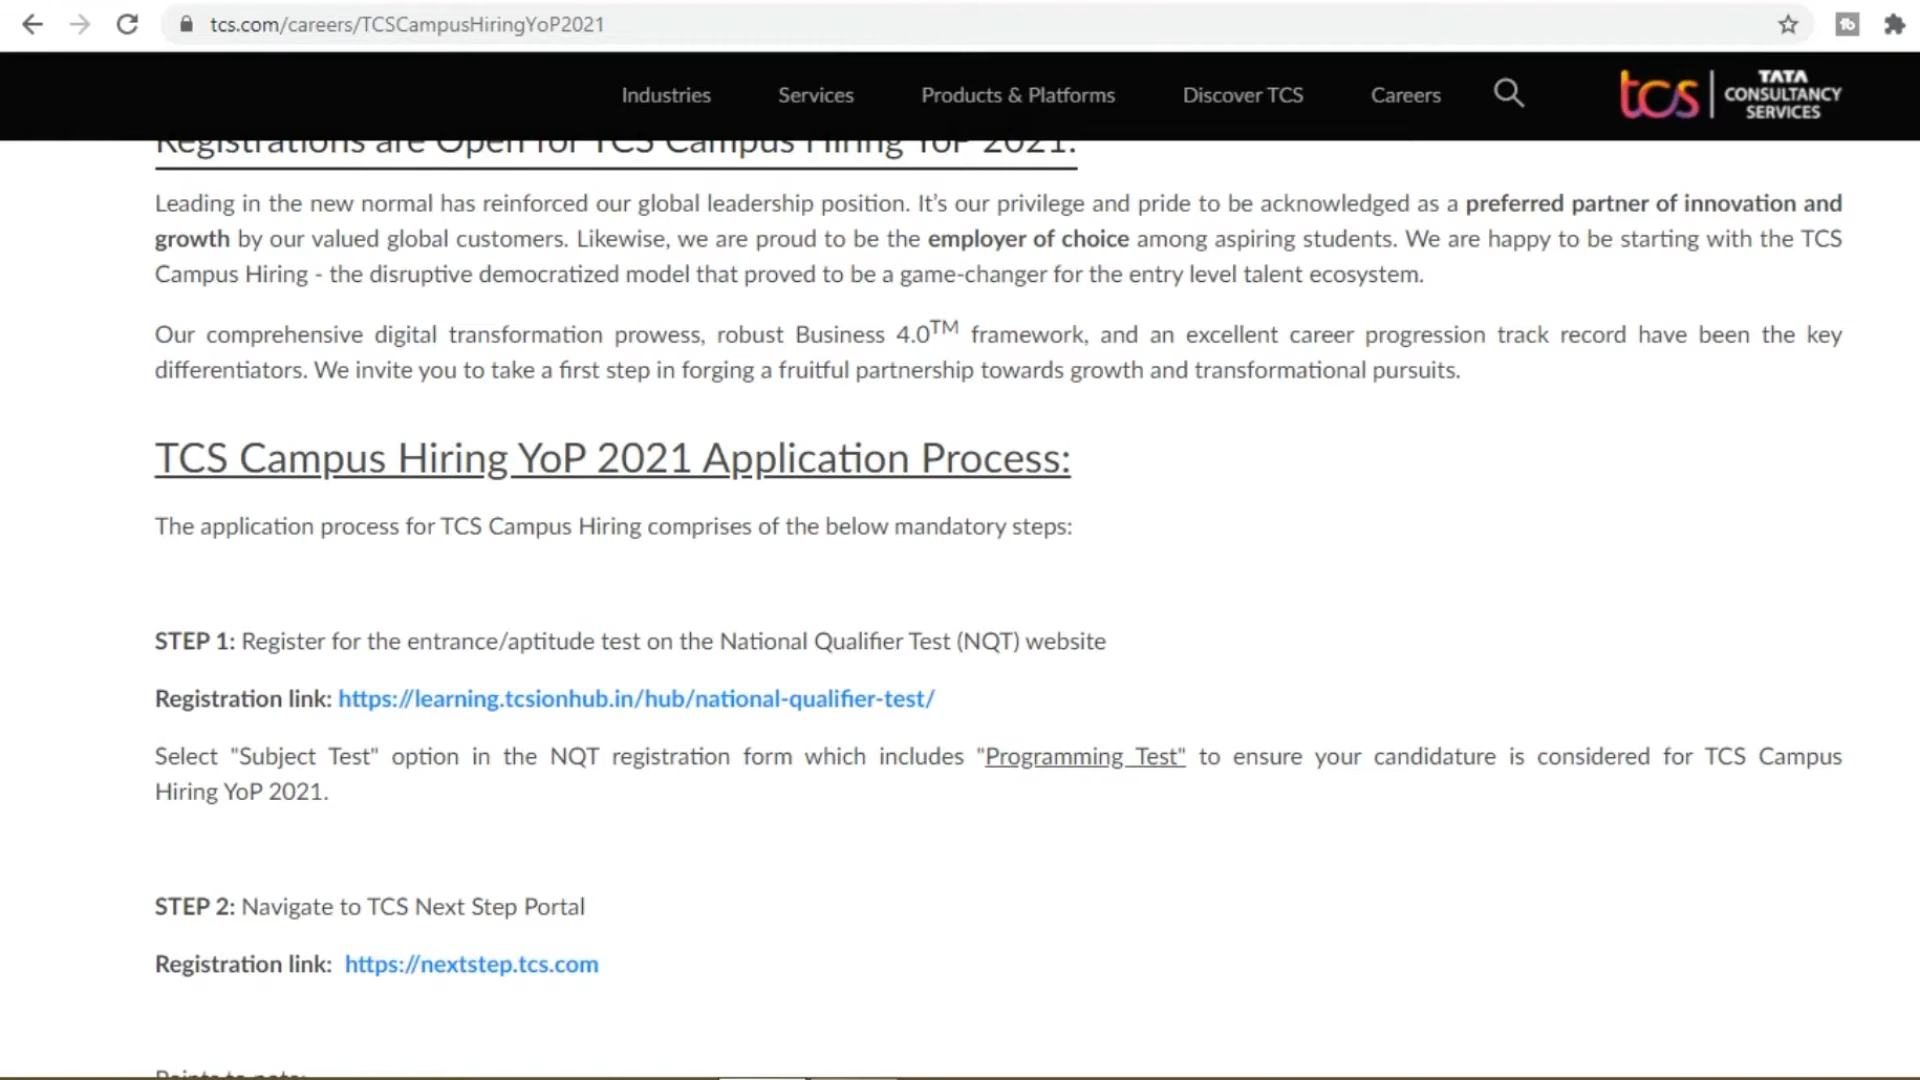 tcs.com/careers/TCSCampusHiringYoP2021
Industries Services Products & Platforms Discover TCS Careers
tcs | TATA
CONSULTANCY
SERVICES
Registrations are Open for TCS Campus Hiring YoP 2021:
Leading in the new normal has reinforced our global leadership position. It's our privilege and pride to be acknowledged as a preferred partner of innovation and
growth by our valued global customers. Likewise, we are proud to be the employer of choice among aspiring students. We are happy to be starting with the TCS
Campus Hiring - the disruptive democratized model that proved to be a game-changer for the entry level talent ecosystem.
Our comprehensive digital transformation prowess, robust Business 4.0TM framework, and an excellent career progression track record have been the key
differentiators. We invite you to take a first step in forging a fruitful partnership towards growth and transformational pursuits.
TCS Campus Hiring YoP 2021 Application Process:
The application process for TCS Campus Hiring comprises of the below mandatory steps:
STEP 1: Register for the entrance/aptitude test on the National Qualifier Test (NQT) website
Registration link: https://learning.tcsionhub.in/hub/national-qualifier-test/
Select "Subject Test" option in the NQT registration form which includes "Programming Test" to ensure your candidature is considered for TCS Campus
Hiring YoP 2021.
STEP 2: Navigate to TCS Next Step Portal
Registration link: https://nextstep.tcs.com
Points to note: